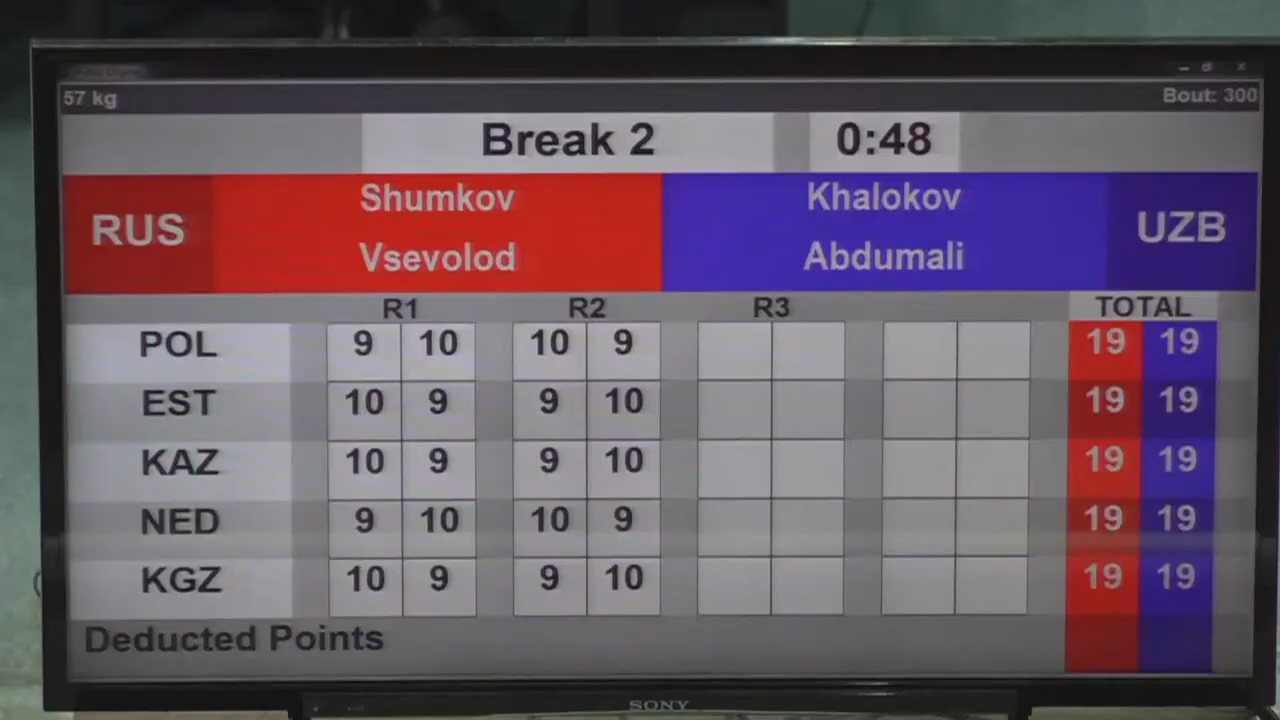 57 kg Bout: 300
Break 2 0:48
RUS Shumkov Vsevolod Khalokov Abdumali UZB
R1 R2 R3 TOTAL
POL 9 10 10 9 19 19
EST 10 9 9 10 19 19
KAZ 10 9 9 10 19 19
NED 9 10 10 9 19 19
KGZ 10 9 9 10 19 19
Deducted Points
SONY